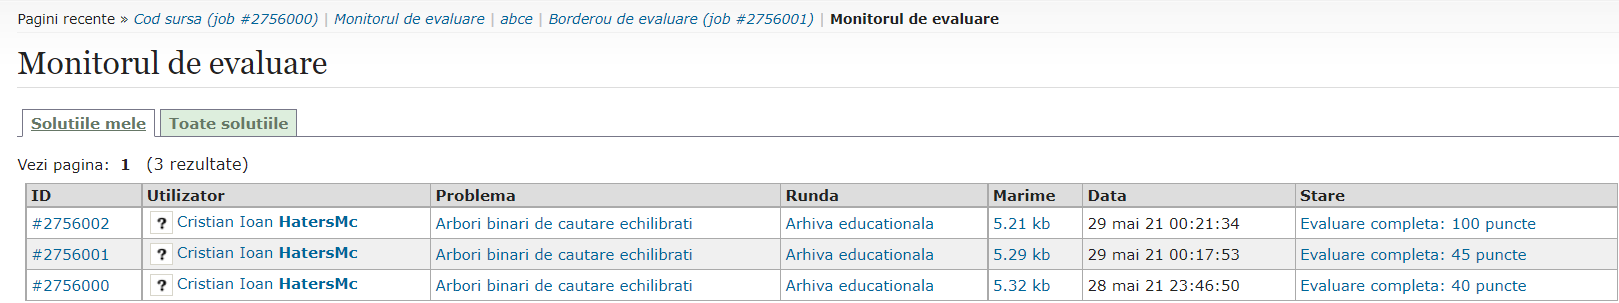 Pagini recente » Cod sursa (job #2756000) | Monitorul de evaluare | abce | Borderou de evaluare (job #2756001) | Monitorul de evaluare
Monitorul de evaluare
Solutiile mele Toate solutiile
Vezi pagina: 1 (3 rezultate)
ID Utilizator Problema Runda Marime Data Stare
#2756002 ? Cristian Ioan HatersMc Arbori binari de cautare echilibrati Arhiva educationala 5.21 kb 29 mai 21 00:21:34 Evaluare completa: 100 puncte
#2756001 ? Cristian Ioan HatersMc Arbori binari de cautare echilibrati Arhiva educationala 5.29 kb 29 mai 21 00:17:53 Evaluare completa: 45 puncte
#2756000 ? Cristian Ioan HatersMc Arbori binari de cautare echilibrati Arhiva educationala 5.32 kb 28 mai 21 23:46:50 Evaluare completa: 40 puncte